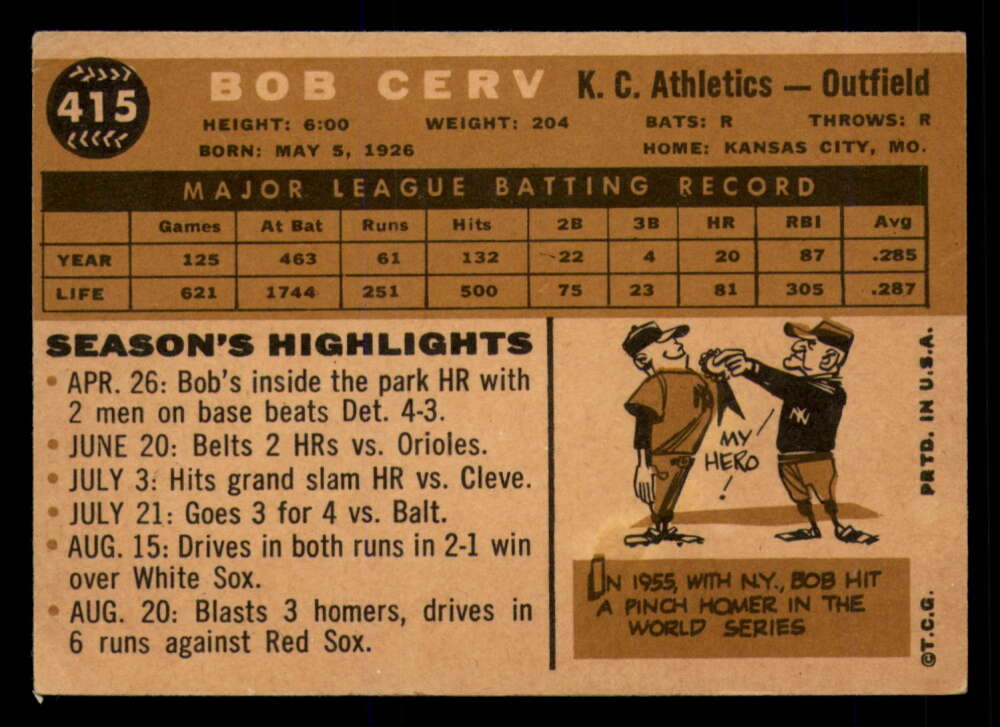 415
BOB CERV K. C. Athletics — Outfield
HEIGHT: 6:00 WEIGHT: 204 BATS: R THROWS: R
BORN: MAY 5, 1926 HOME: KANSAS CITY, MO.
MAJOR LEAGUE BATTING RECORD
Games At Bat Runs Hits 2B 3B HR RBI Avg
YEAR 125 463 61 132 22 4 20 87 .285
LIFE 621 1744 251 500 75 23 81 305 .287
SEASON'S HIGHLIGHTS
• APR. 26: Bob's inside the park HR with
2 men on base beats Det. 4-3.
• JUNE 20: Belts 2 HRs vs. Orioles.
• JULY 3: Hits grand slam HR vs. Cleve.
• JULY 21: Goes 3 for 4 vs. Balt.
• AUG. 15: Drives in both runs in 2-1 win
over White Sox.
• AUG. 20: Blasts 3 homers, drives in
6 runs against Red Sox.
NY
NY
MY
HERO
!
IN 1955, WITH N.Y., BOB HIT
A PINCH HOMER IN THE
WORLD SERIES
PRTD. IN U.S.A.
©T.C.G.